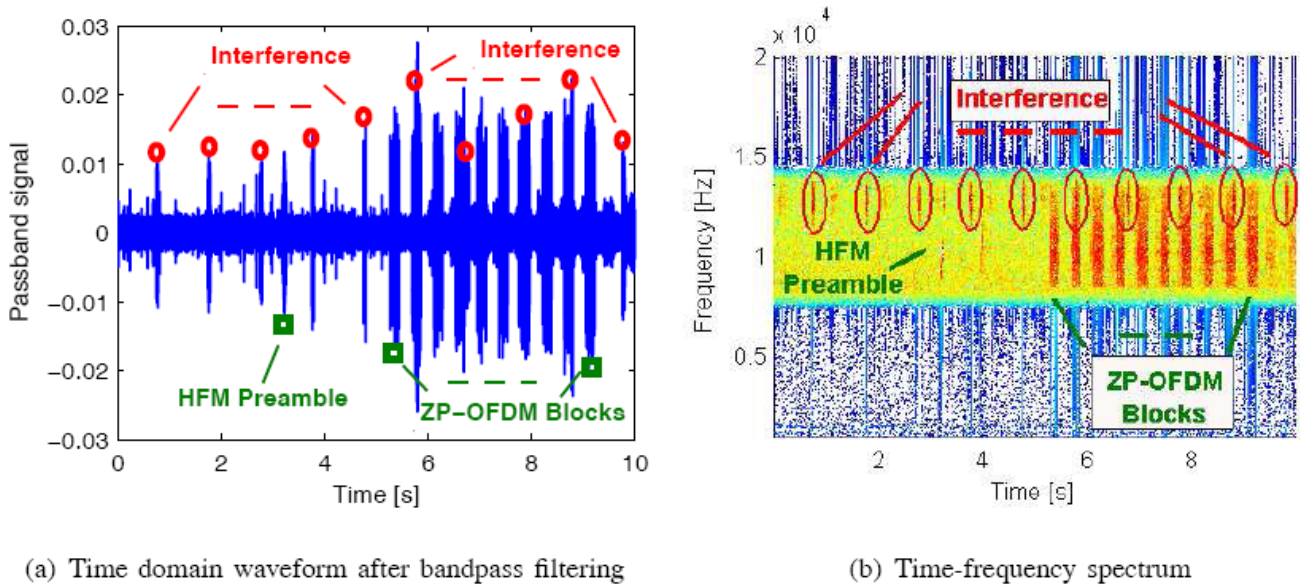 0.03
0.02
0.01
0
−0.01
−0.02
−0.03
Passband signal
Interference
Interference
HFM Preamble
ZP−OFDM Blocks
0
2
4
6
8
10
Time [s]
(a) Time domain waveform after bandpass filtering
x 10^4
2
1.5
1
0.5
Frequency [Hz]
Interference
HFM
Preamble
ZP-OFDM
Blocks
2
4
6
8
Time [s]
(b) Time-frequency spectrum